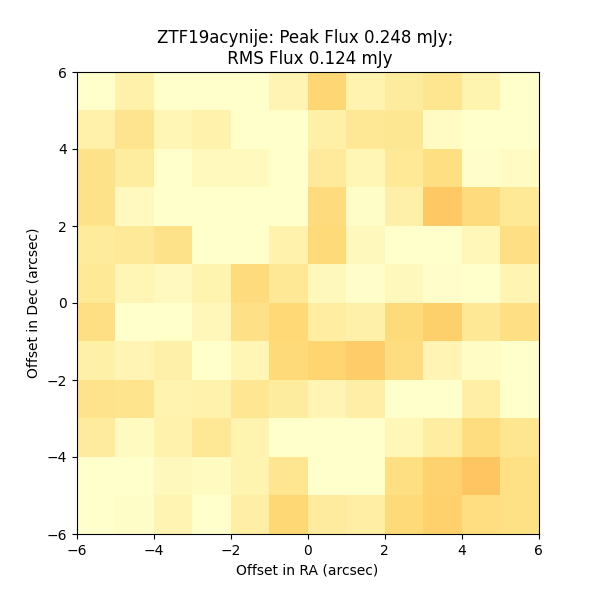 ZTF19acynije: Peak Flux 0.248 mJy;
RMS Flux 0.124 mJy
6
4
2
0
−2
−4
−6
Offset in Dec (arcsec)
−6 −4 −2 0 2 4 6
Offset in RA (arcsec)